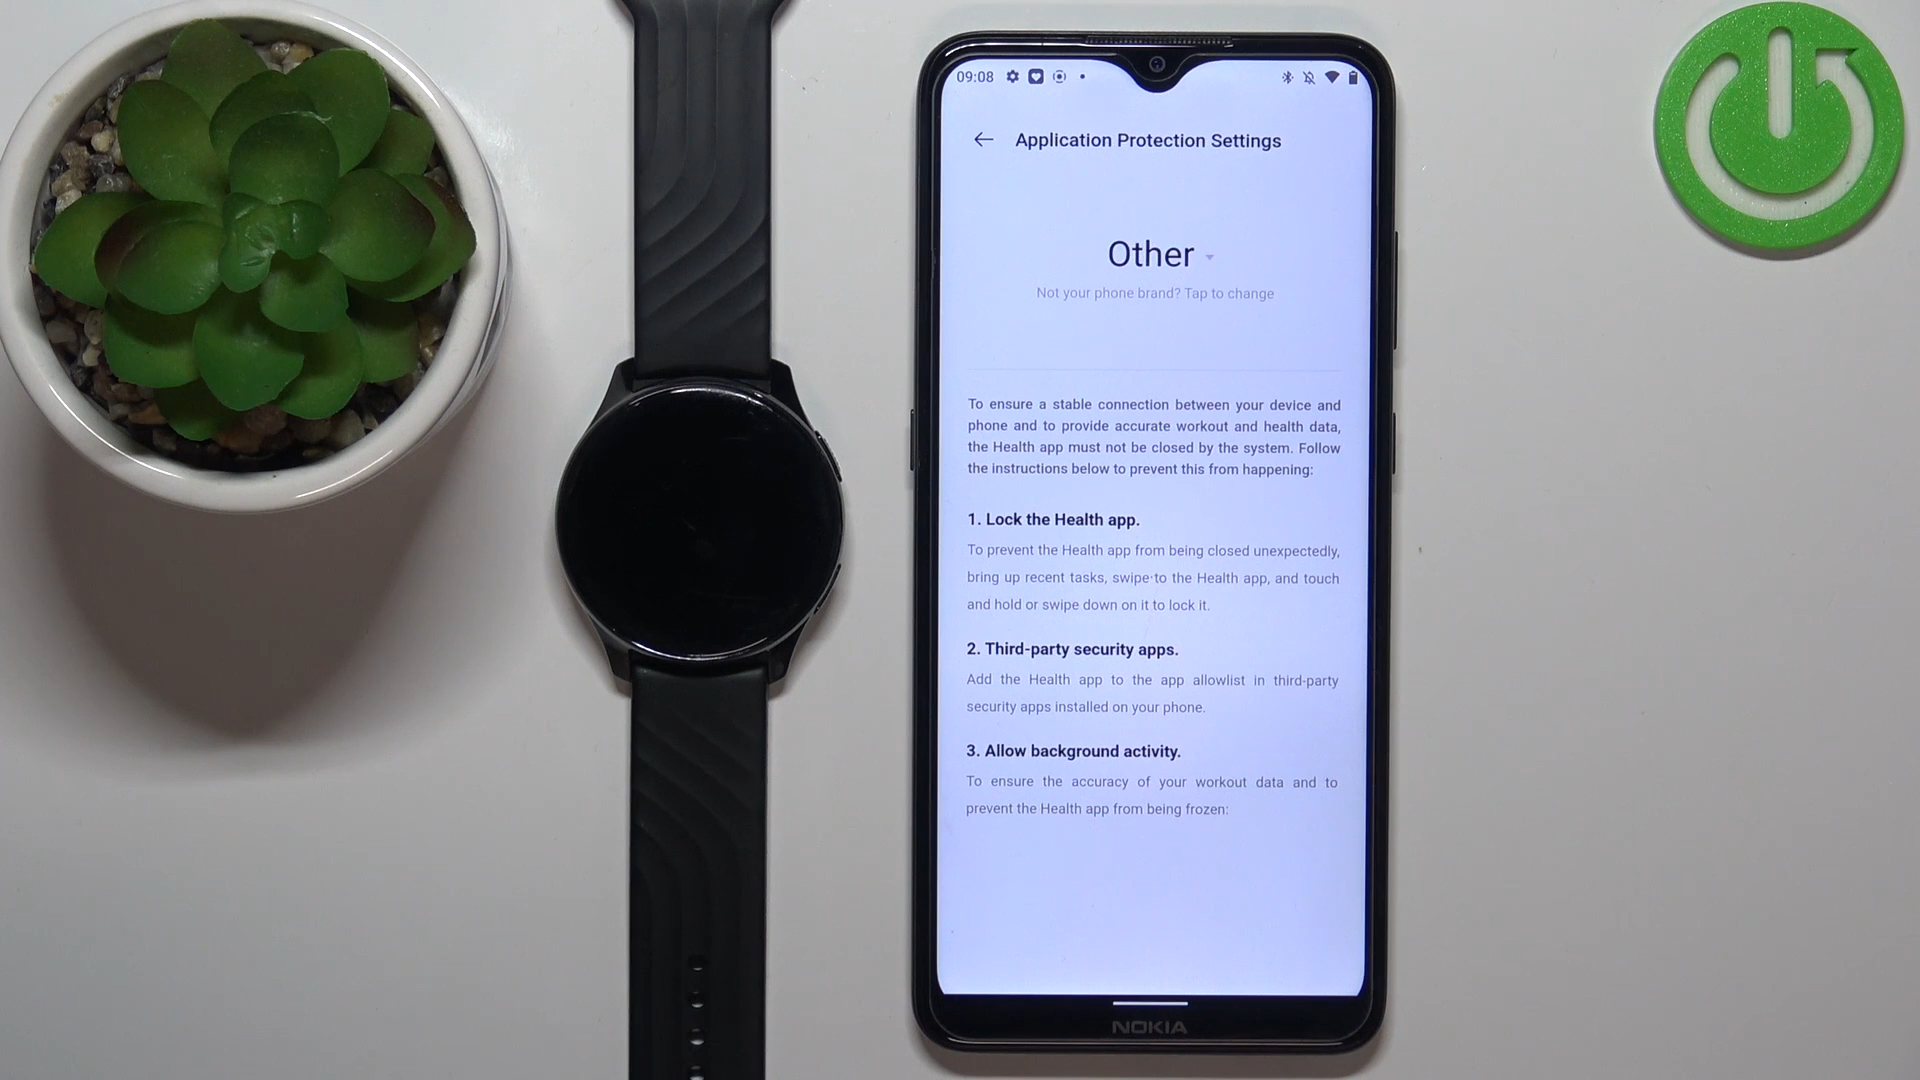 09:08
Application Protection Settings
Other
Not your phone brand? Tap to change
To ensure a stable connection between your device and
phone and to provide accurate workout and health data,
the Health app must not be closed by the system. Follow
the instructions below to prevent this from happening:
1. Lock the Health app.
To prevent the Health app from being closed unexpectedly,
bring up recent tasks, swipe to the Health app, and touch
and hold or swipe down on it to lock it.
2. Third-party security apps.
Add the Health app to the app allowlist in third-party
security apps installed on your phone.
3. Allow background activity.
To ensure the accuracy of your workout data and to
prevent the Health app from being frozen:
NOKIA